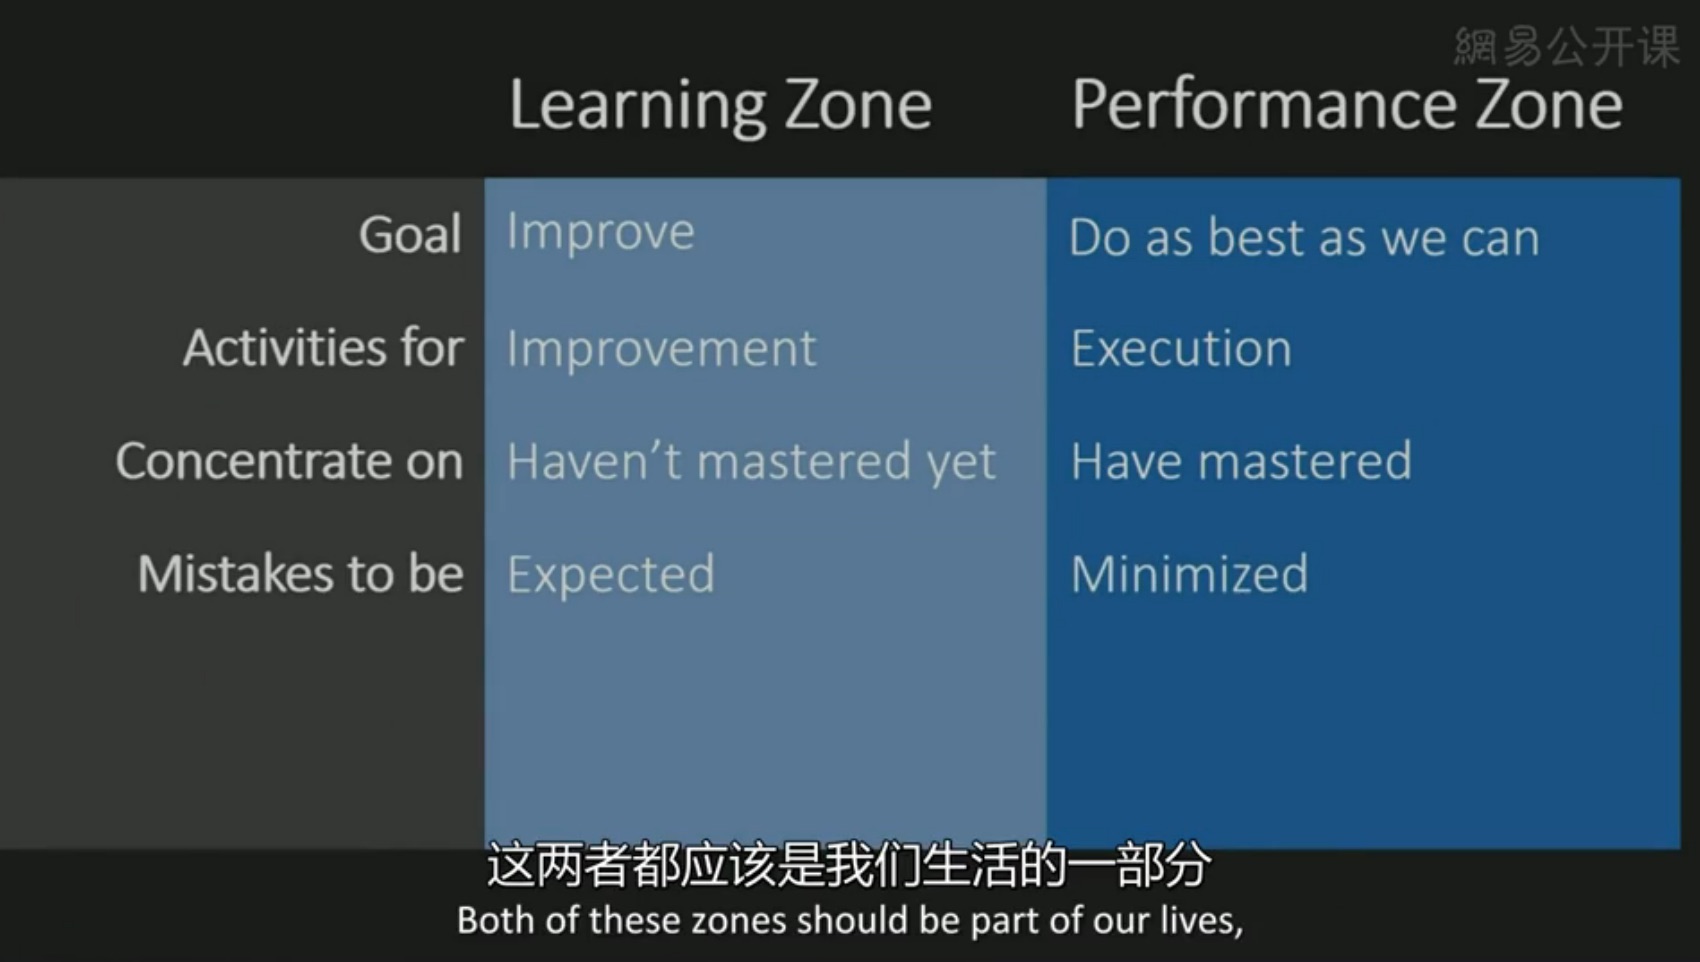 網易公开课
Learning Zone Performance Zone
Goal Improve Do as best as we can
Activities for Improvement Execution
Concentrate on Haven't mastered yet Have mastered
Mistakes to be Expected Minimized
这两者都应该是我们生活的一部分
Both of these zones should be part of our lives,